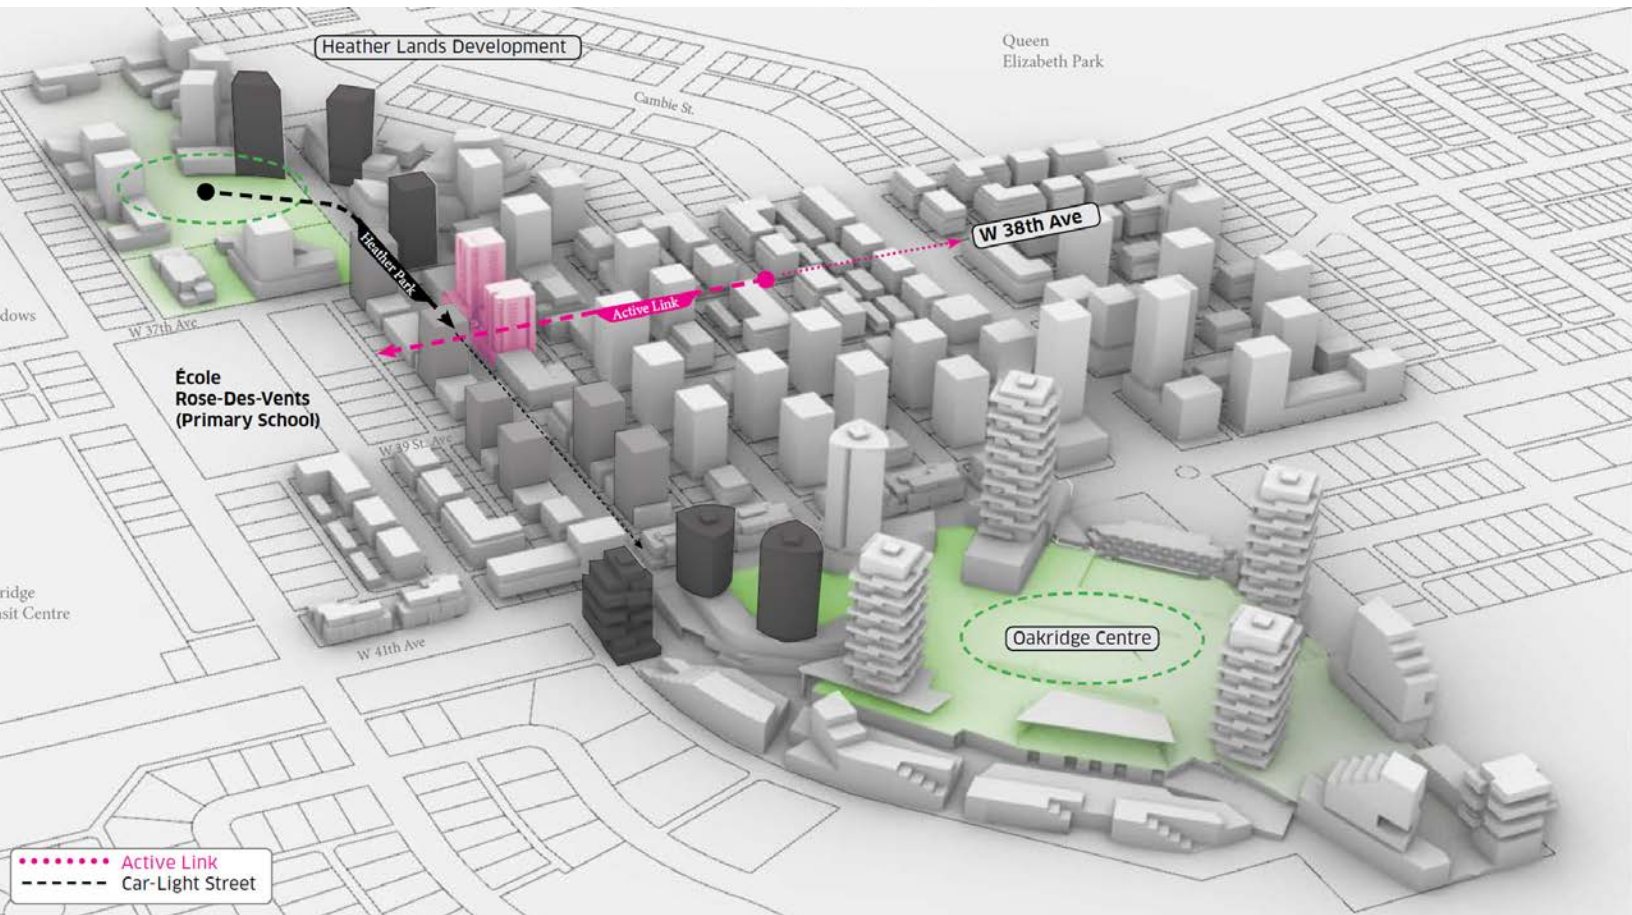 Heather Lands Development
Queen
Elizabeth Park
Cambie St.
W 38th Ave
Heather Park
Active Link
dows
W 37th Ave
École
Rose-Des-Vents
(Primary School)
W 39 St. Ave
ridge
sit Centre
Oakridge Centre
W 41th Ave
Active Link
Car-Light Street